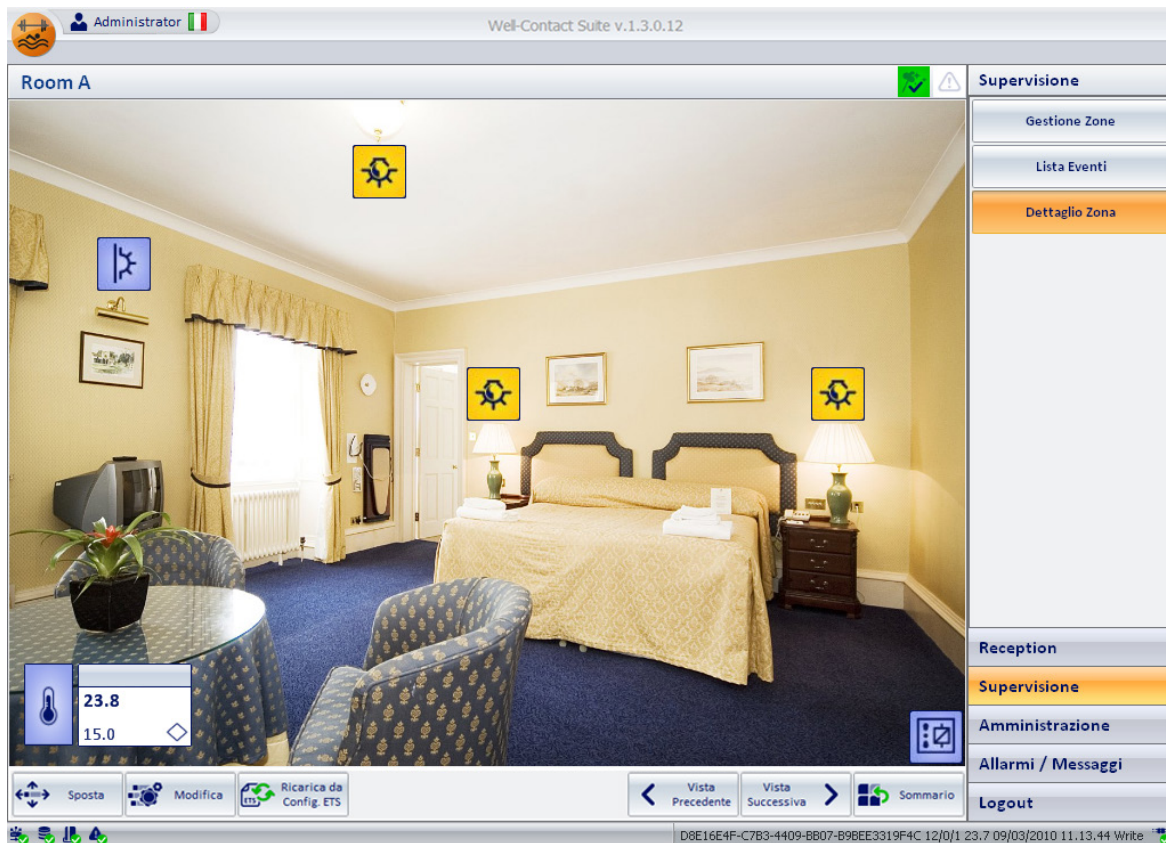 Administrator
Well-Contact Suite v.1.3.0.12
Room A
Supervisione
Gestione Zone
Lista Eventi
Dettaglio Zona
23.8
15.0
Reception
Supervisione
Amministrazione
Allarmi / Messaggi
Logout
Sposta
Modifica
ETS
Ricarica da
Config. ETS
Vista
Precedente
Vista
Successiva
Sommario
D8E16E4F-C7B3-4409-BB07-B9BEE3319F4C 12/0/1 23.7 09/03/2010 11.13.44 Write